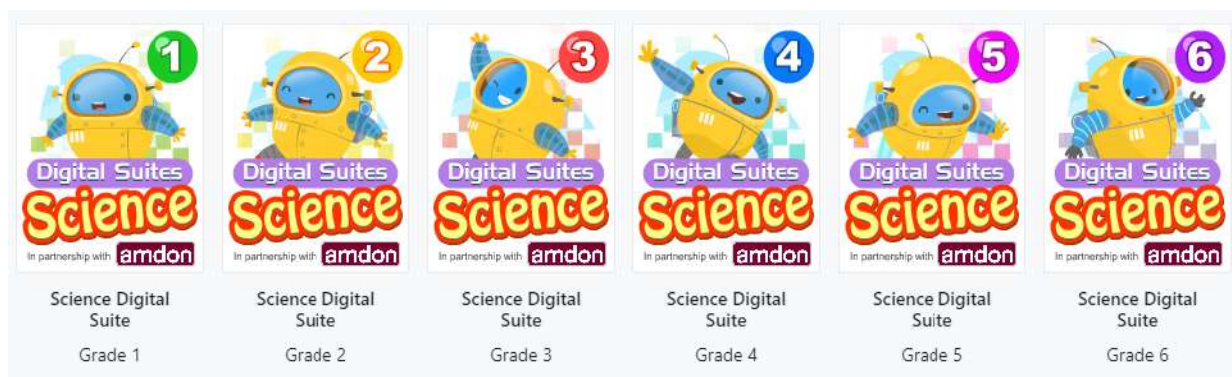 1
Digital Suites
Science
In partnership with amdon
Science Digital
Suite
Grade 1
2
Digital Suites
Science
In partnership with amdon
Science Digital
Suite
Grade 2
3
Digital Suites
Science
In partnership with amdon
Science Digital
Suite
Grade 3
4
Digital Suites
Science
In partnership with amdon
Science Digital
Suite
Grade 4
5
Digital Suites
Science
In partnership with amdon
Science Digital
Suite
Grade 5
6
Digital Suites
Science
In partnership with amdon
Science Digital
Suite
Grade 6